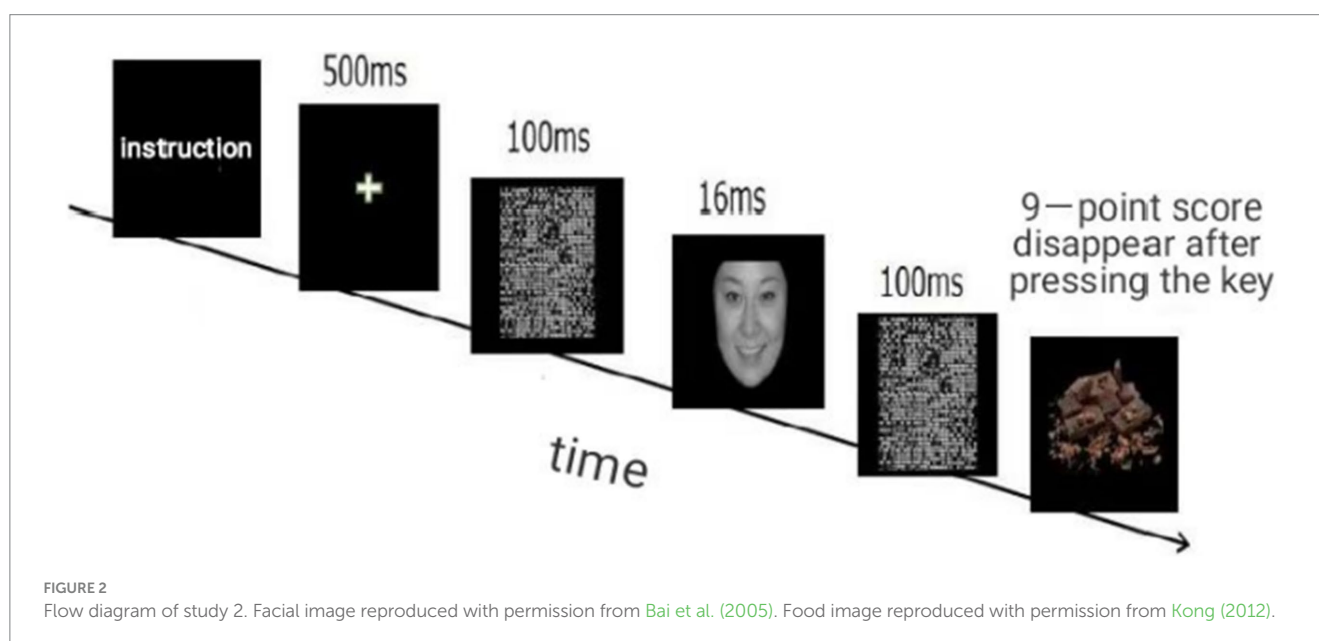 instruction
500ms
100ms
16ms
100ms
9—point score
disappear after
pressing the key
time
FIGURE 2
Flow diagram of study 2. Facial image reproduced with permission from Bai et al. (2005). Food image reproduced with permission from Kong (2012).